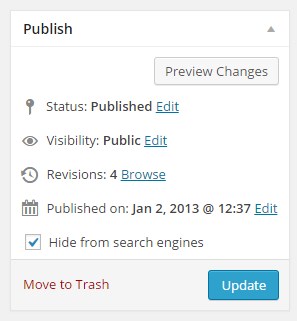 Publish
Preview Changes
Status: Published Edit
Visibility: Public Edit
Revisions: 4 Browse
Published on: Jan 2, 2013 @ 12:37 Edit
Hide from search engines
Move to Trash Update